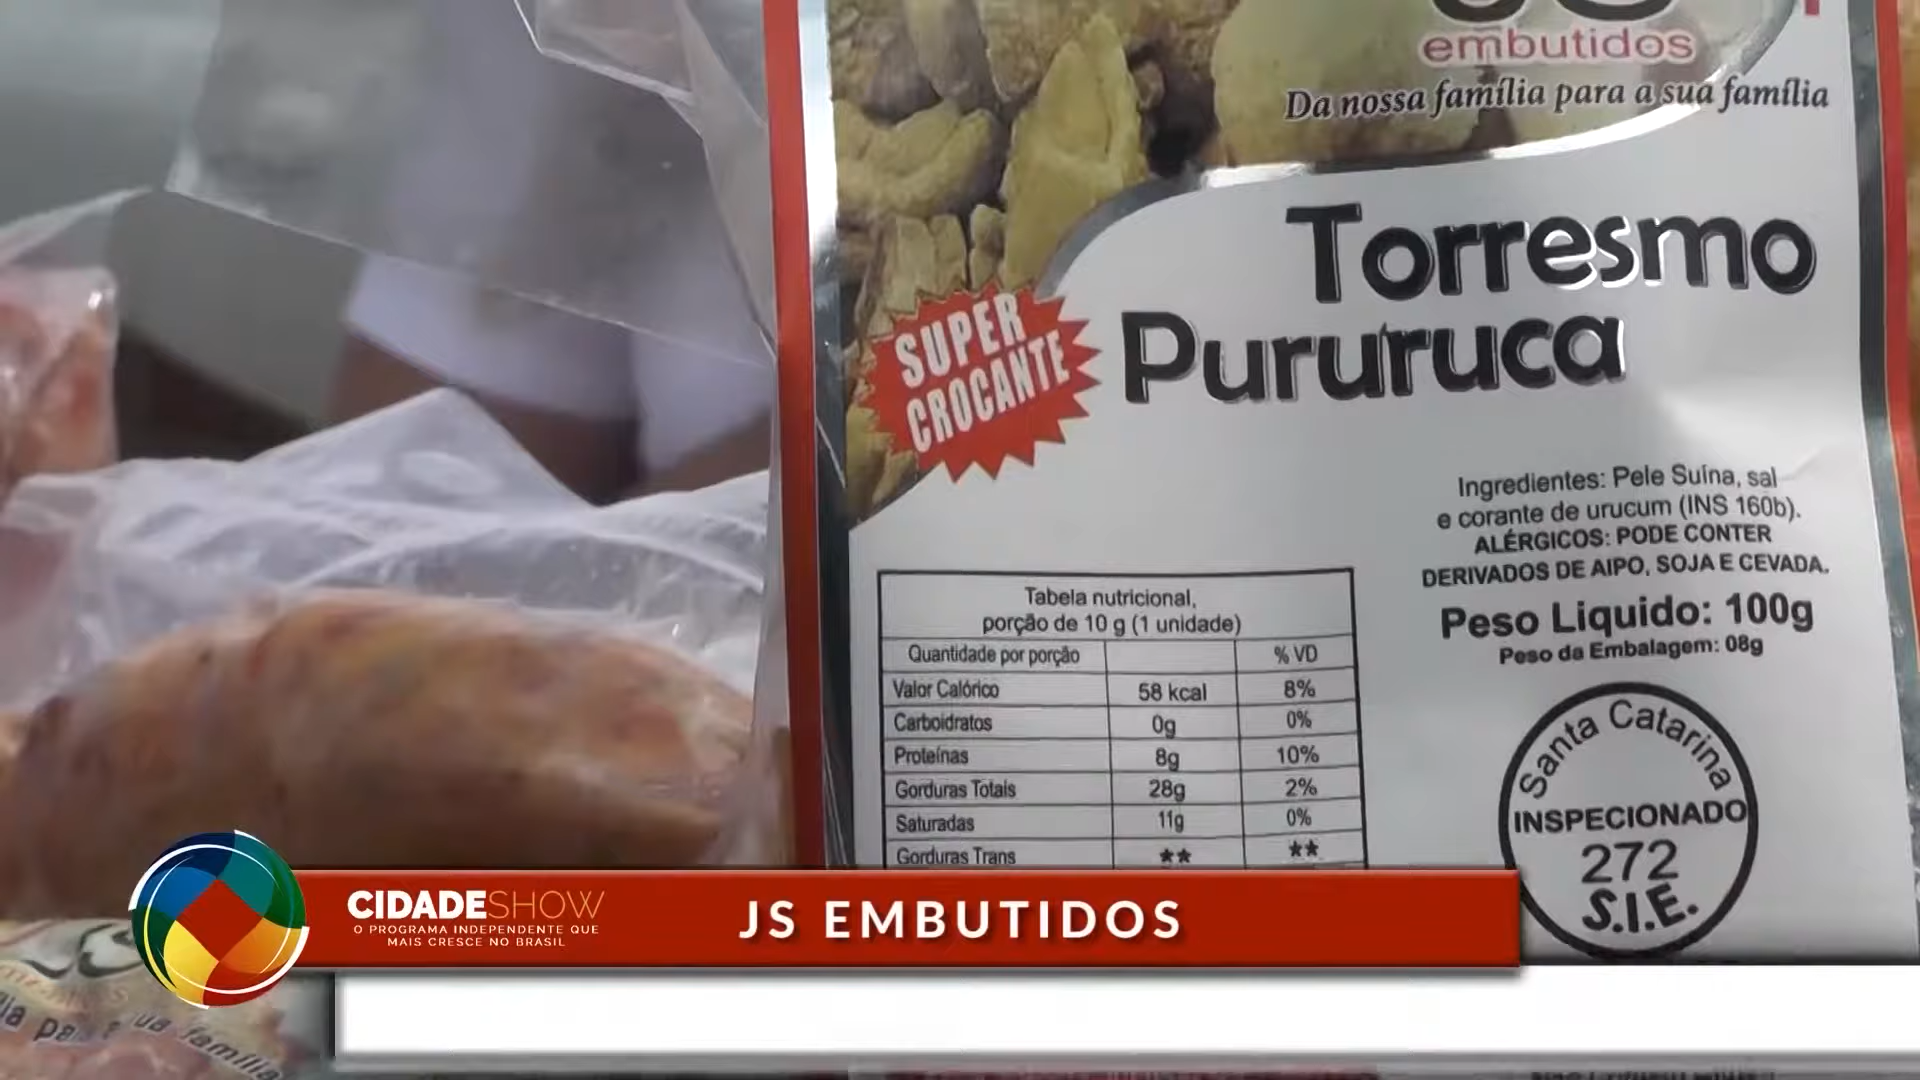 embutidos
Da nossa família para a sua família
Torresmo
Pururuca
SUPER
CROCANTE
Ingredientes: Pele Suína, sal
e corante de urucum (INS 160b).
ALÉRGICOS: PODE CONTER
DERIVADOS DE AIPO, SOJA E CEVADA.
Peso Liquido: 100g
Peso da Embalagem: 08g
Tabela nutricional,
porção de 10 g (1 unidade)
Quantidade por porção % VD
Valor Calórico 58 kcal 8%
Carboidratos 0g 0%
Proteínas 8g 10%
Gorduras Totais 28g 2%
Saturadas 11g 0%
Gorduras Trans ** **
Santa Catarina
INSPECIONADO
272
S.I.E.
CIDADESHOW
O PROGRAMA INDEPENDENTE QUE
MAIS CRESCE NO BRASIL
JS EMBUTIDOS
família